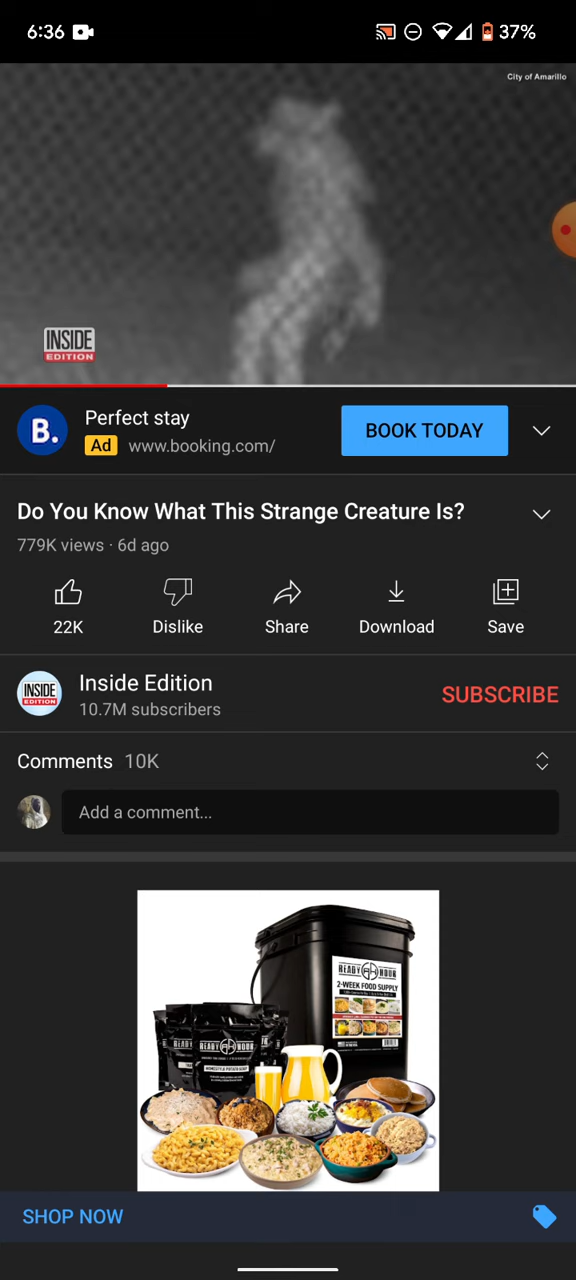 6:36
37%
City of Amarillo
INSIDE
EDITION
B.
Perfect stay
Ad www.booking.com/
BOOK TODAY
Do You Know What This Strange Creature Is?
779K views · 6d ago
22K
Dislike
Share
Download
Save
INSIDE
EDITION
Inside Edition
10.7M subscribers
SUBSCRIBE
Comments 10K
Add a comment...
READY HOUR
2-WEEK FOOD SUPPLY
READY HOUR
SHOP NOW